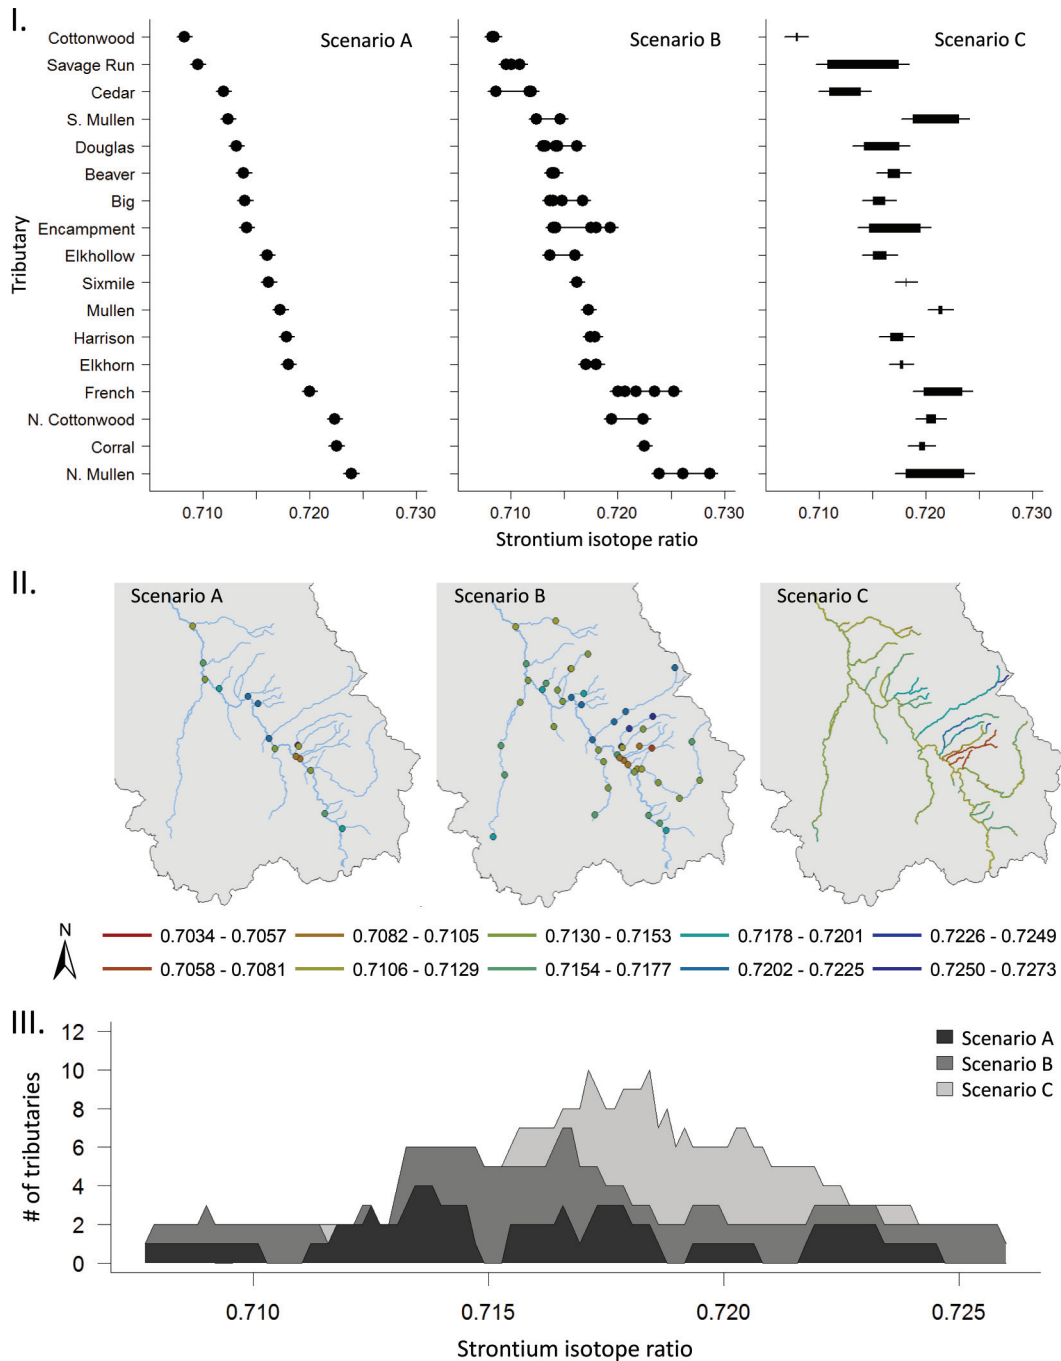 I.
Scenario A
Scenario B
Scenario C
Tributary
Cottonwood
Savage Run
Cedar
S. Mullen
Douglas
Beaver
Big
Encampment
Elkhollow
Sixmile
Mullen
Harrison
Elkhorn
French
N. Cottonwood
Corral
N. Mullen
0.710 0.720 0.730
0.710 0.720 0.730
0.710 0.720 0.730
Strontium isotope ratio
II.
Scenario A
Scenario B
Scenario C
N
0.7034 - 0.7057
0.7082 - 0.7105
0.7130 - 0.7153
0.7178 - 0.7201
0.7226 - 0.7249
0.7058 - 0.7081
0.7106 - 0.7129
0.7154 - 0.7177
0.7202 - 0.7225
0.7250 - 0.7273
III.
# of tributaries
12
10
8
6
4
2
0
Scenario A
Scenario B
Scenario C
0.710 0.715 0.720 0.725
Strontium isotope ratio